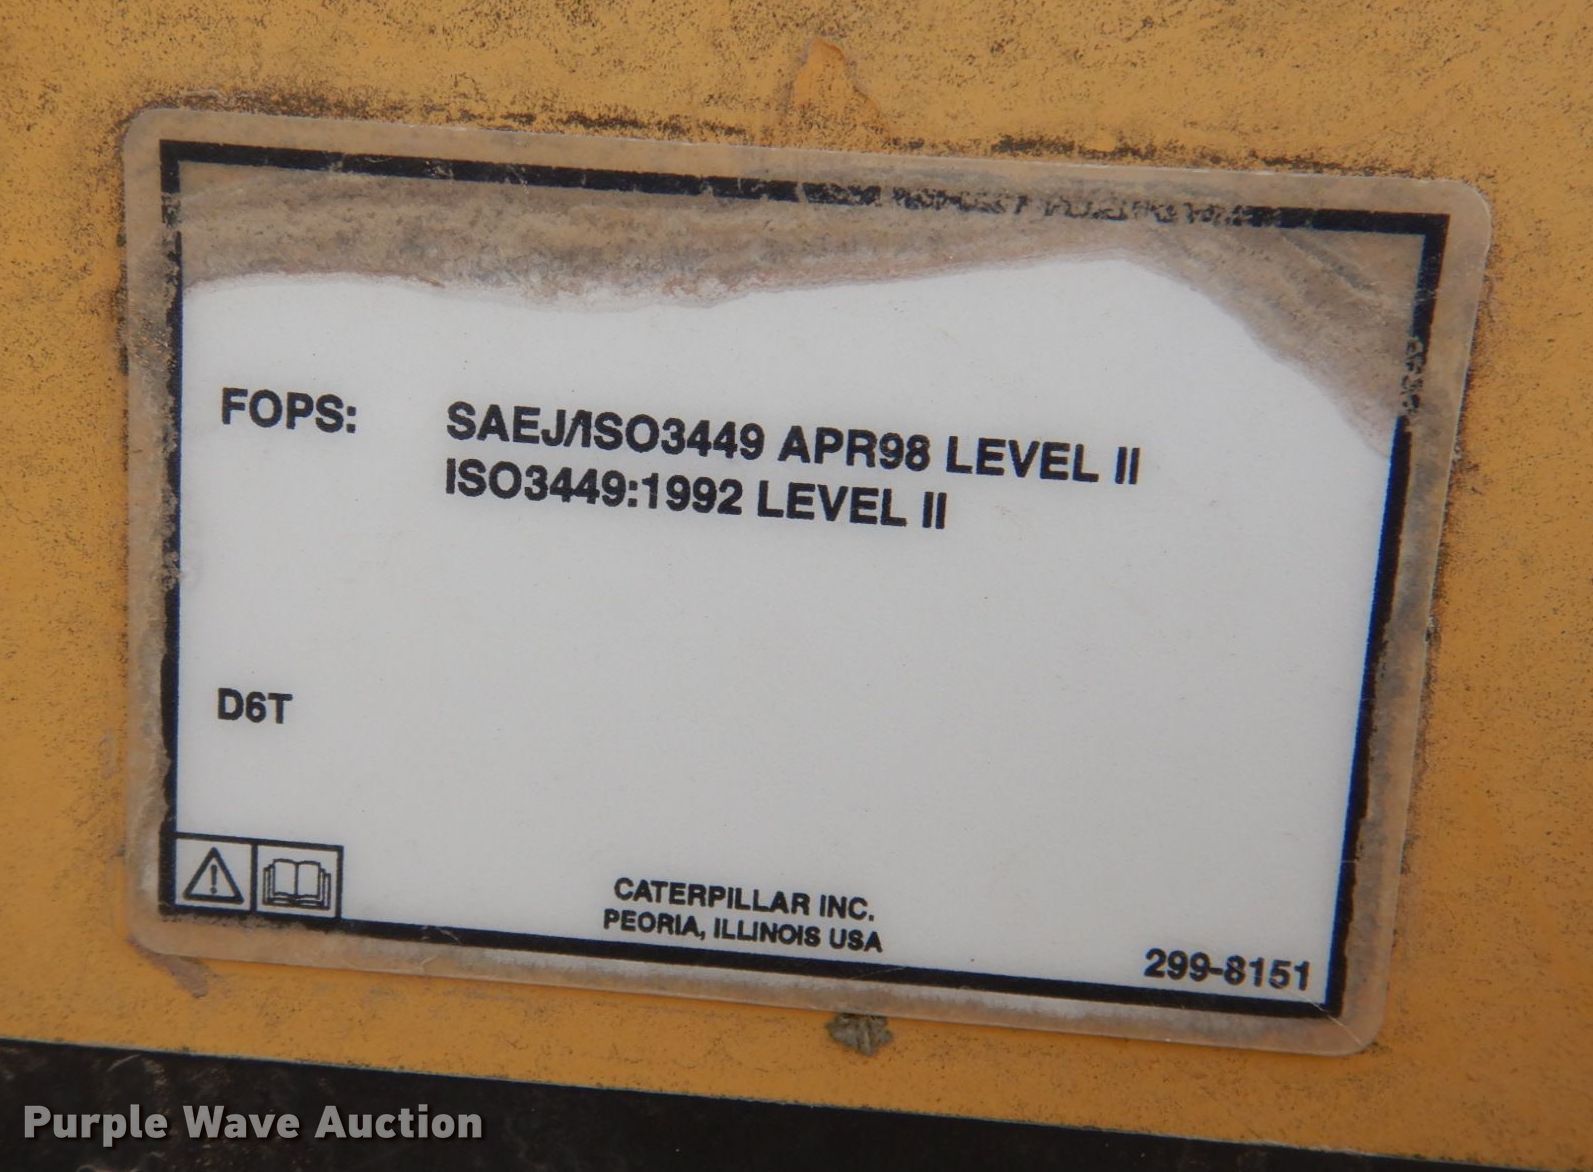 FOPS: SAEJ/ISO3449 APR98 LEVEL II
ISO3449:1992 LEVEL II
D6T
CATERPILLAR INC.
PEORIA, ILLINOIS USA
299-8151
Purple Wave Auction